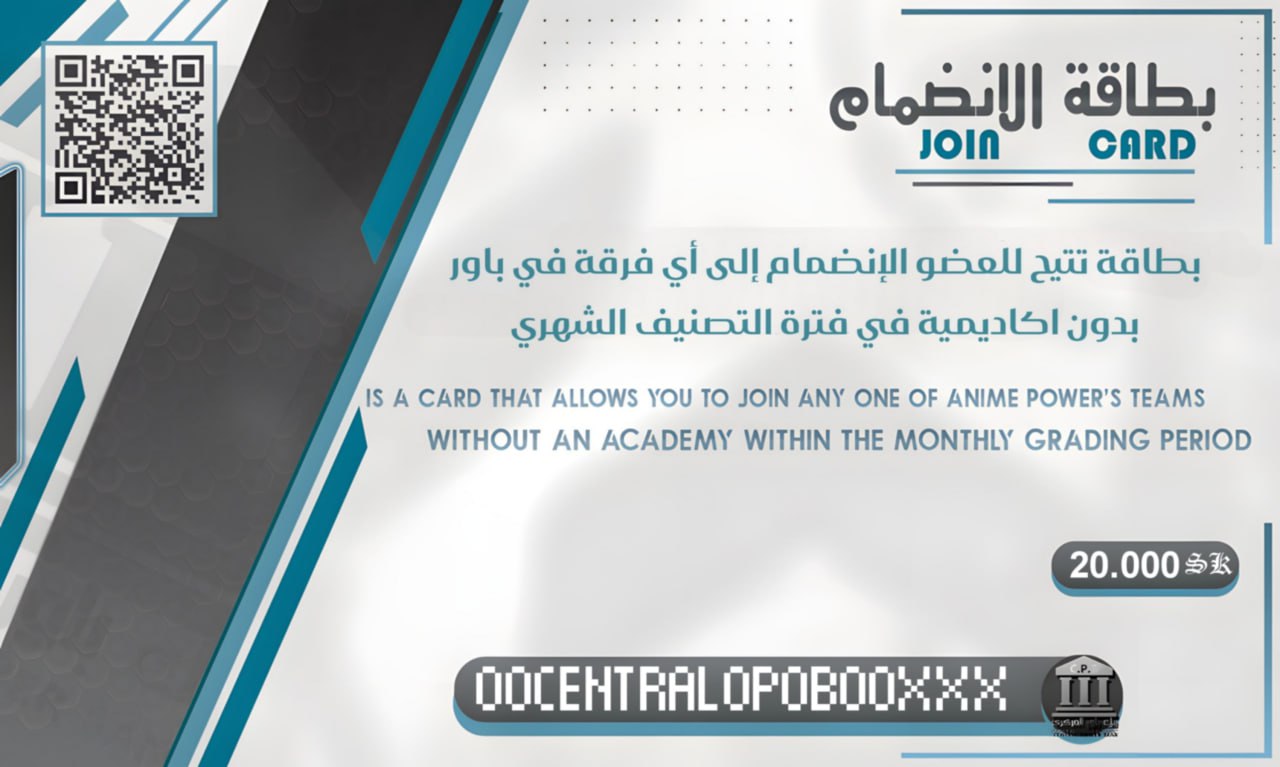 بطاقة الانضمام
JOIN CARD
بطاقة تتيح للعضو الإنضمام إلى أي فرقة في باور
بدون اكاديمية في فترة التصنيف الشهري
IS A CARD THAT ALLOWS YOU TO JOIN ANY ONE OF ANIME POWER'S TEAMS
WITHOUT AN ACADEMY WITHIN THE MONTHLY GRADING PERIOD
20.000 SK
00CENTRAL0P0B00XXX
C.P.